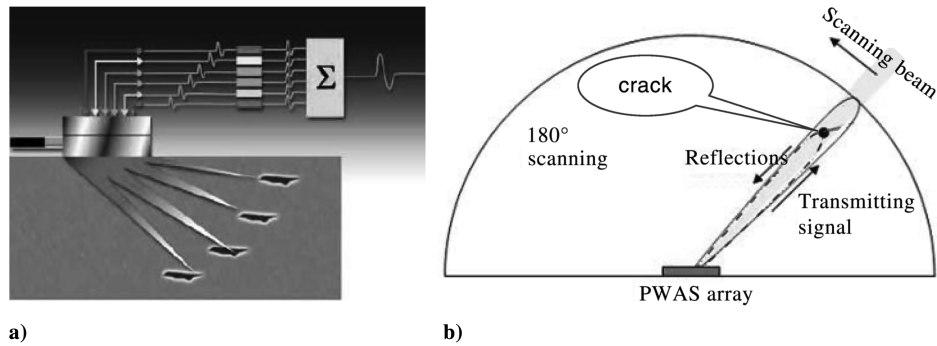 Σ
Scanning
beam
crack
180°
scanning
Reflections
Transmitting
signal
PWAS array
a)
b)